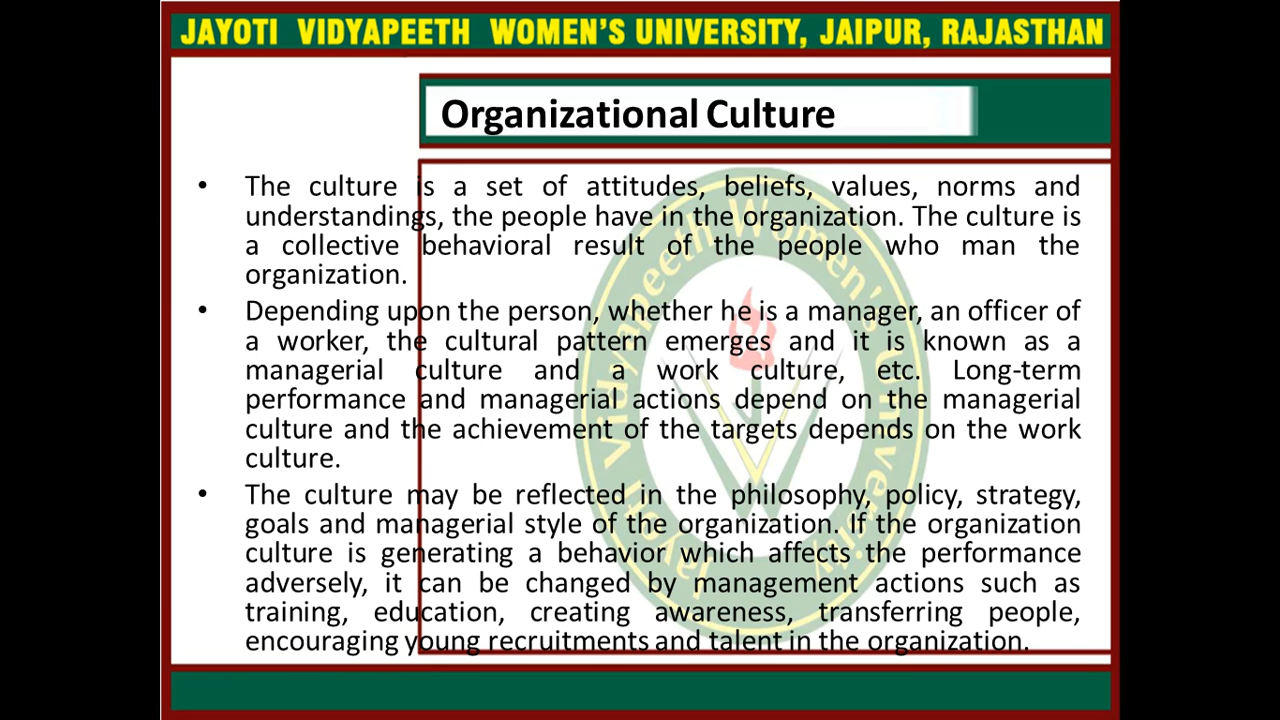 JAYOTI VIDYAPEETH WOMEN'S UNIVERSITY, JAIPUR, RAJASTHAN
Organizational Culture
• The culture is a set of attitudes, beliefs, values, norms and
understandings, the people have in the organization. The culture is
a collective behavioral result of the people who man the
organization.
• Depending upon the person, whether he is a manager, an officer of
a worker, the cultural pattern emerges and it is known as a
managerial culture and a work culture, etc. Long-term
performance and managerial actions depend on the managerial
culture and the achievement of the targets depends on the work
culture.
• The culture may be reflected in the philosophy, policy, strategy,
goals and managerial style of the organization. If the organization
culture is generating a behavior which affects the performance
adversely, it can be changed by management actions such as
training, education, creating awareness, transferring people,
encouraging young recruitments and talent in the organization.
Jayoti Vidyapeeth Women's University